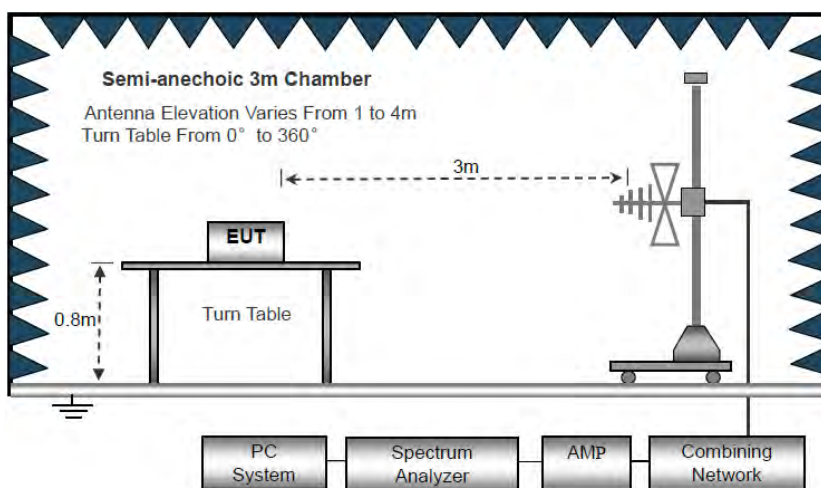 Semi-anechoic 3m Chamber
Antenna Elevation Varies From 1 to 4m
Turn Table From 0° to 360°
3m
EUT
0.8m
Turn Table
PC
System
Spectrum
Analyzer
AMP
Combining
Network